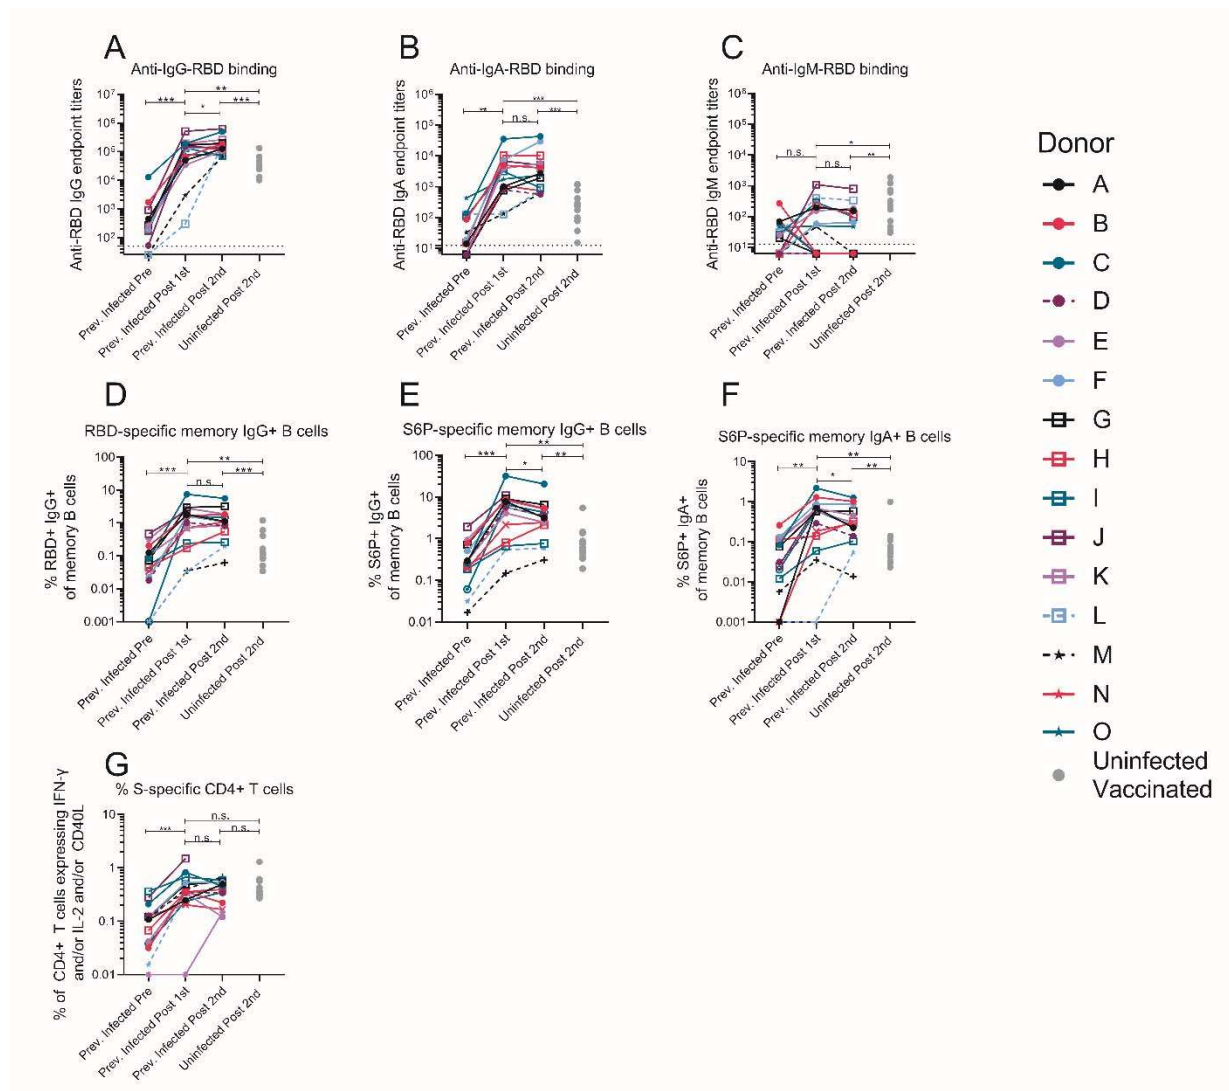 A
Anti-IgG-RBD binding
Anti-RBD IgG endpoint titers
10⁷
10⁶
10⁵
10⁴
10³
10²
***
**
*
***
Prev. Infected Pre
Prev. Infected Post 1st
Prev. Infected Post 2nd
Uninfected Post 2nd
B
Anti-IgA-RBD binding
Anti-RBD IgA endpoint titers
10⁶
10⁵
10⁴
10³
10²
10¹
**
***
n.s.
***
Prev. Infected Pre
Prev. Infected Post 1st
Prev. Infected Post 2nd
Uninfected Post 2nd
C
Anti-IgM-RBD binding
Anti-RBD IgM endpoint titers
10⁸
10⁷
10⁶
10⁵
10⁴
10³
10²
10¹
n.s.
*
n.s.
**
Prev. Infected Pre
Prev. Infected Post 1st
Prev. Infected Post 2nd
Uninfected Post 2nd
D
RBD-specific memory IgG+ B cells
% RBD+ IgG+
of memory B cells
100
10
1
0.1
0.01
0.001
***
**
n.s.
***
Prev. Infected Pre
Prev. Infected Post 1st
Prev. Infected Post 2nd
Uninfected Post 2nd
E
S6P-specific memory IgG+ B cells
% S6P+ IgG+
of memory B cells
100
10
1
0.1
0.01
***
**
*
**
Prev. Infected Pre
Prev. Infected Post 1st
Prev. Infected Post 2nd
Uninfected Post 2nd
F
S6P-specific memory IgA+ B cells
% S6P+ IgA+
of memory B cells
10
1
0.1
0.01
0.001
**
**
*
**
Prev. Infected Pre
Prev. Infected Post 1st
Prev. Infected Post 2nd
Uninfected Post 2nd
G
% S-specific CD4+ T cells
% of CD4+ T cells expressing IFN-γ
and/or IL-2 and/or CD40L
10
1
0.1
0.01
***
n.s.
n.s.
n.s.
Prev. Infected Pre
Prev. Infected Post 1st
Prev. Infected Post 2nd
Uninfected Post 2nd
Donor
A
B
C
D
E
F
G
H
I
J
K
L
M
N
O
Uninfected
Vaccinated